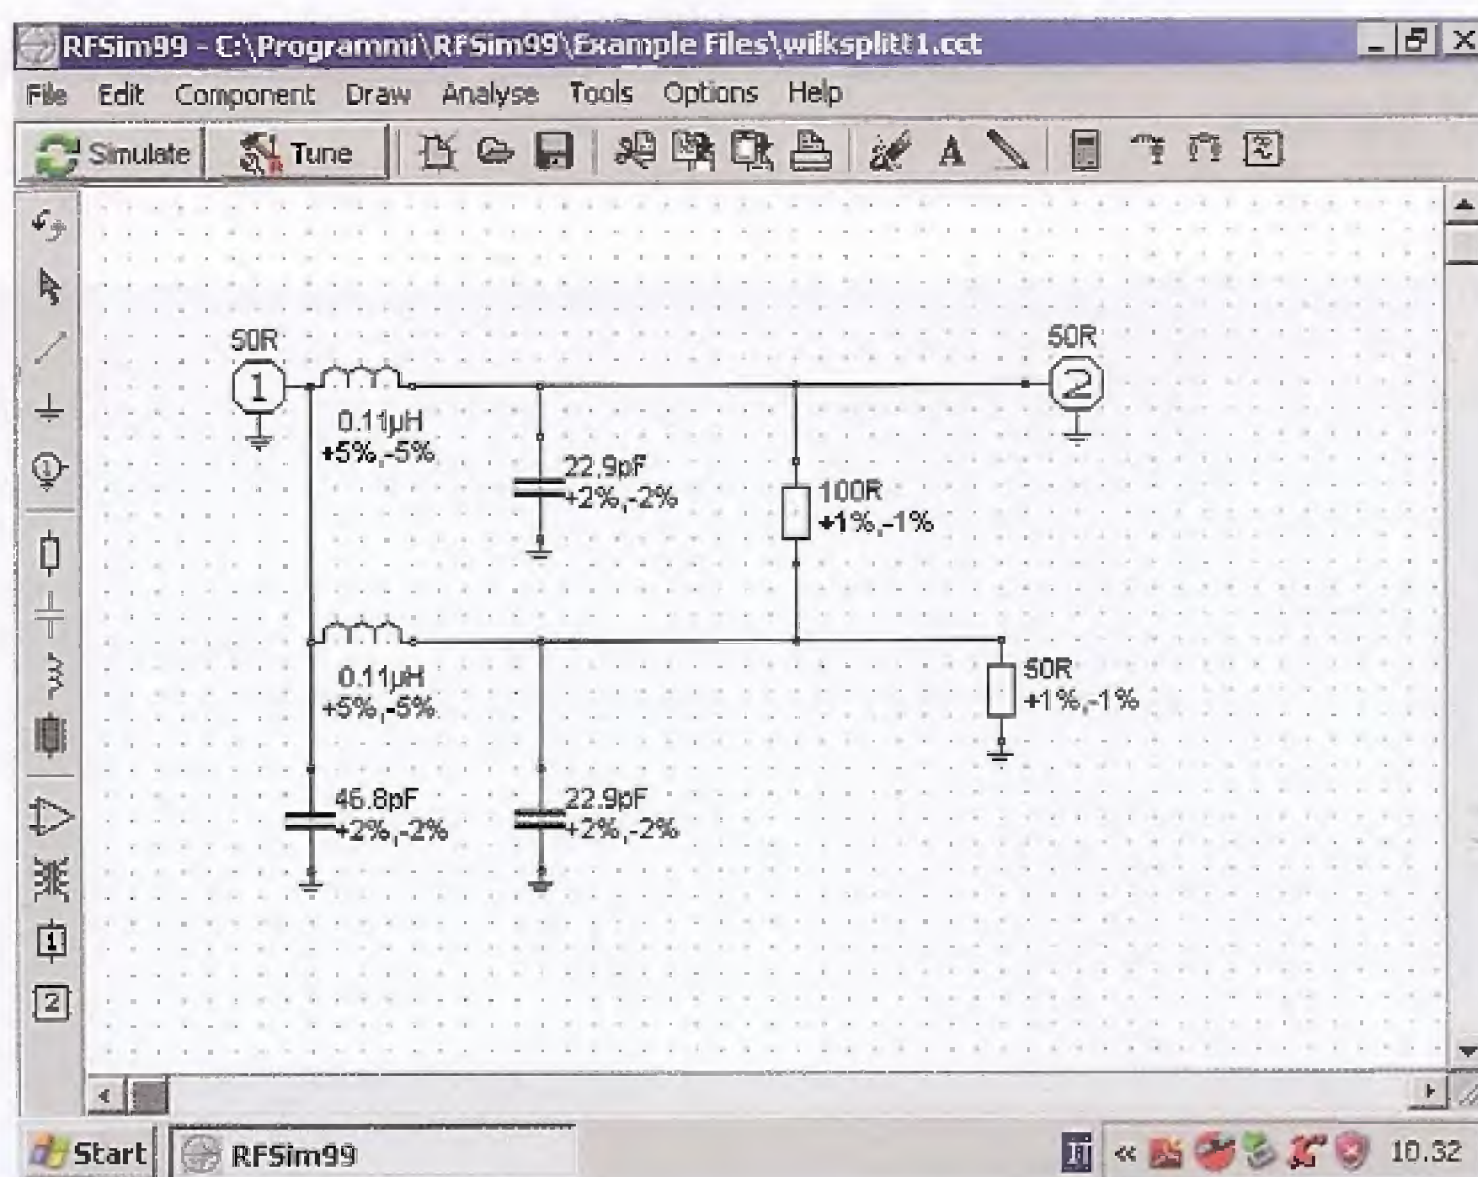 RFSim99 - C:\Programmi\RFSim99\Example Files\wilksplitt1.cct
File Edit Component Draw Analyse Tools Options Help
Simulate Tune A
50R
1
50R
2
0.11µH
+5%,-5%
22.9pF
+2%,-2%
100R
+1%,-1%
0.11µH
+5%,-5%
50R
+1%,-1%
46.8pF
+2%,-2%
22.9pF
+2%,-2%
1
1
2
Start RFSim99 10.32